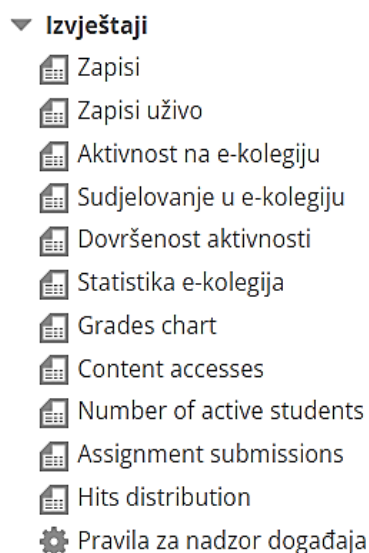 Izvještaji
Zapisi
Zapisi uživo
Aktivnost na e-kolegiju
Sudjelovanje u e-kolegiju
Dovršenost aktivnosti
Statistika e-kolegija
Grades chart
Content accesses
Number of active students
Assignment submissions
Hits distribution
Pravila za nadzor događaja